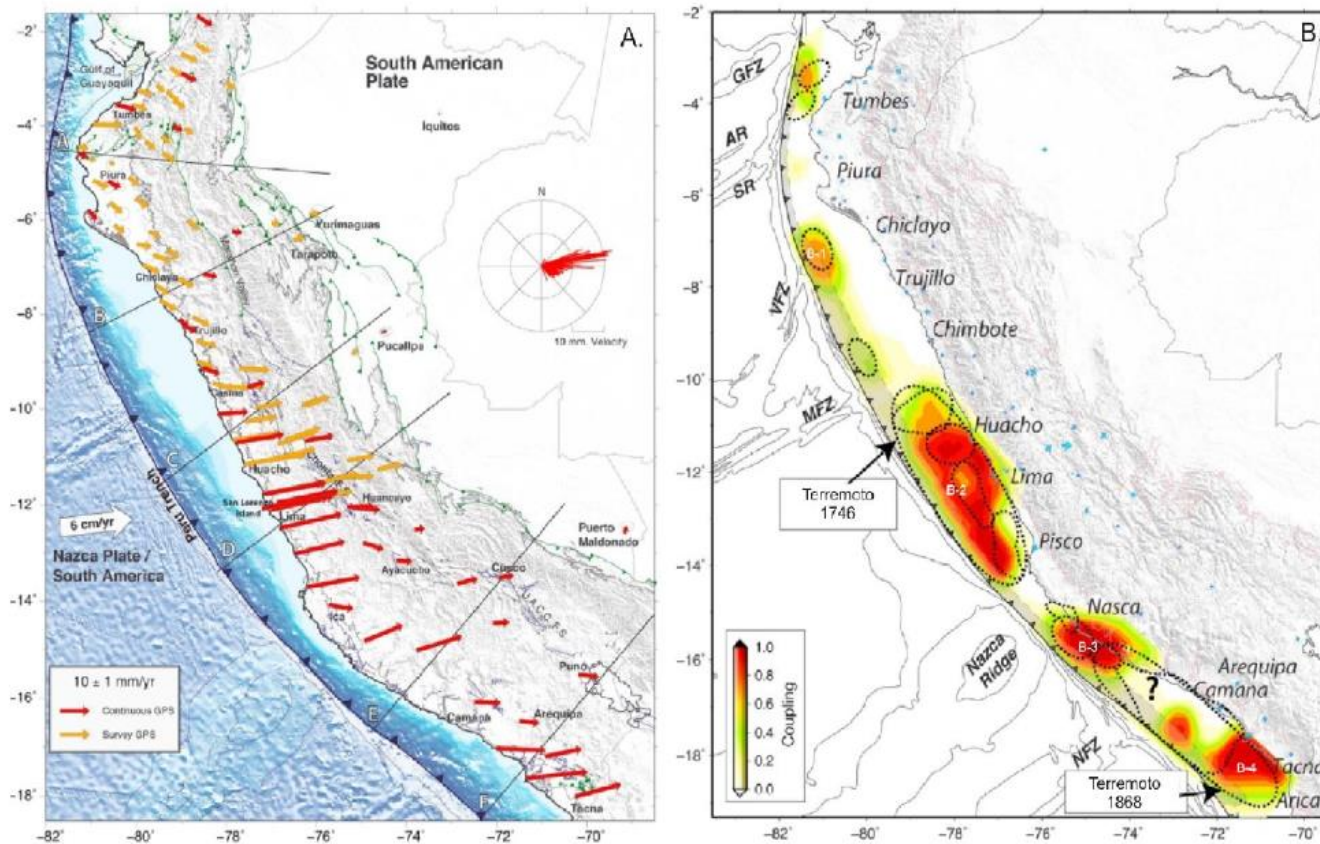 A.
-2°
-4°
-6°
-8°
-10°
-12°
-14°
-16°
-18°
-82
-80
-78
-76
-74
-72
-70
South American
Plate
Gulf of
Guayaquil
Tumbes
Iquitos
A
Piura
N
Yurimaguas
Tarapoto
Chiclayo
10 mm. Velocity
B
Trujillo
Pucallpa
Casma
C
Huacho
Peru Trench
San Lorenzo
Island
Lima
Huancayo
6 cm/yr
D
Puerto
Maldonado
Nazca Plate /
South America
Ayacucho
Cusco
Ica
Puno
10 ± 1 mm/yr
Continuous GPS
Survey GPS
E
Camaná
Arequipa
F
Tacna
B.
-2°
-4°
-6°
-8°
-10°
-12°
-14°
-16°
-18°
-82°
-80°
-78°
-76°
-74°
-72°
-70°
GFZ
Tumbes
AR
SR
Piura
Chiclayo
B-1
Trujillo
VFZ
Chimbote
MFZ
Huacho
Lima
B-2
Terremoto
1746
Pisco
Nasca
B-3
Nazca
Ridge
Arequipa
Camana
?
1.0
0.8
0.6
0.4
0.2
0.0
Coupling
NFZ
B-4
Tacna
Terremoto
1868
Arica